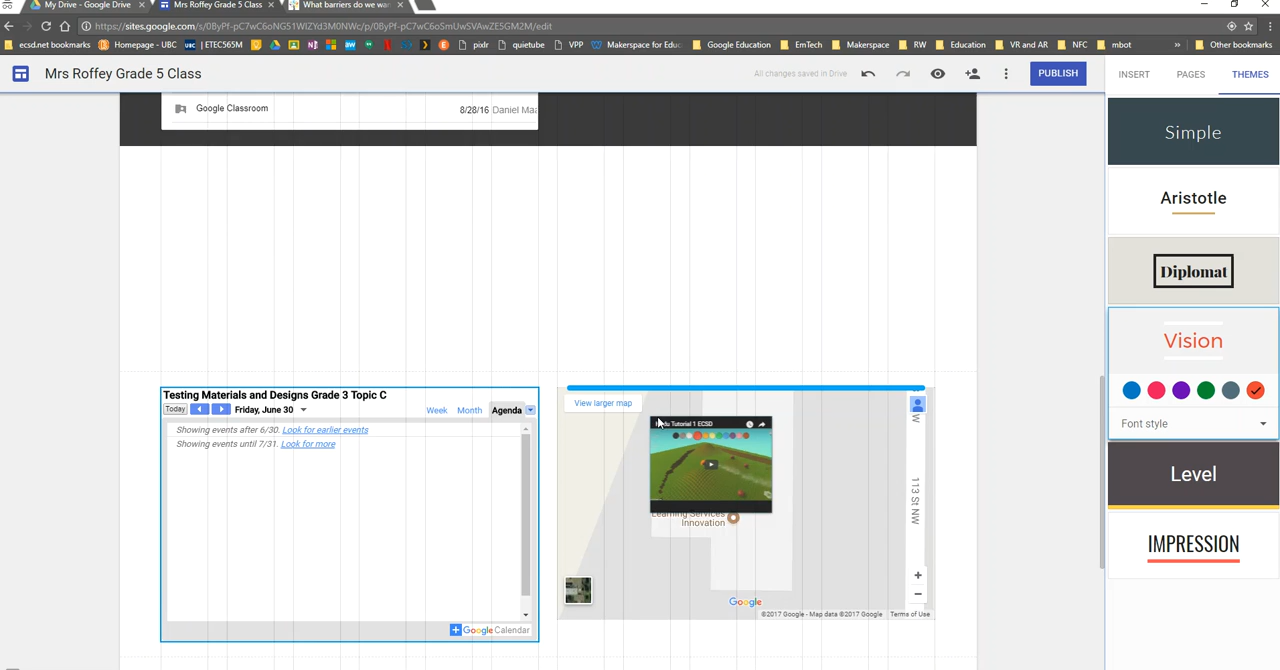 My Drive - Google Drive
Mrs Roffey Grade 5 Class
What barriers do we wan
https://sites.google.com/s/0ByPf-pC7wC6oNG51WlZYd3M0NWc/p/0ByPf-pC7wC6oSmUwSVAwZE5GM2M/edit
ecsd.net bookmarks
Homepage - UBC
| ETEC565M
pixlr
quietube
VPP
Makerspace for Educ
Google Education
EmTech
Makerspace
RW
Education
VR and AR
NFC
mbot
»
Other bookmarks
Mrs Roffey Grade 5 Class
All changes saved in Drive
PUBLISH
INSERT
PAGES
THEMES
Google Classroom
8/28/16 Daniel Maa
Simple
Aristotle
Diplomat
Vision
Font style
Level
IMPRESSION
Testing Materials and Designs Grade 3 Topic C
Today
Friday, June 30
Week
Month
Agenda
Showing events after 6/30. Look for earlier events
Showing events until 7/31. Look for more
Google Calendar
View larger map
Tutorial 1 ECSD
W
113 St NW
Learning Services
Innovation
+
−
Google
©2017 Google - Map data ©2017 Google
Terms of Use